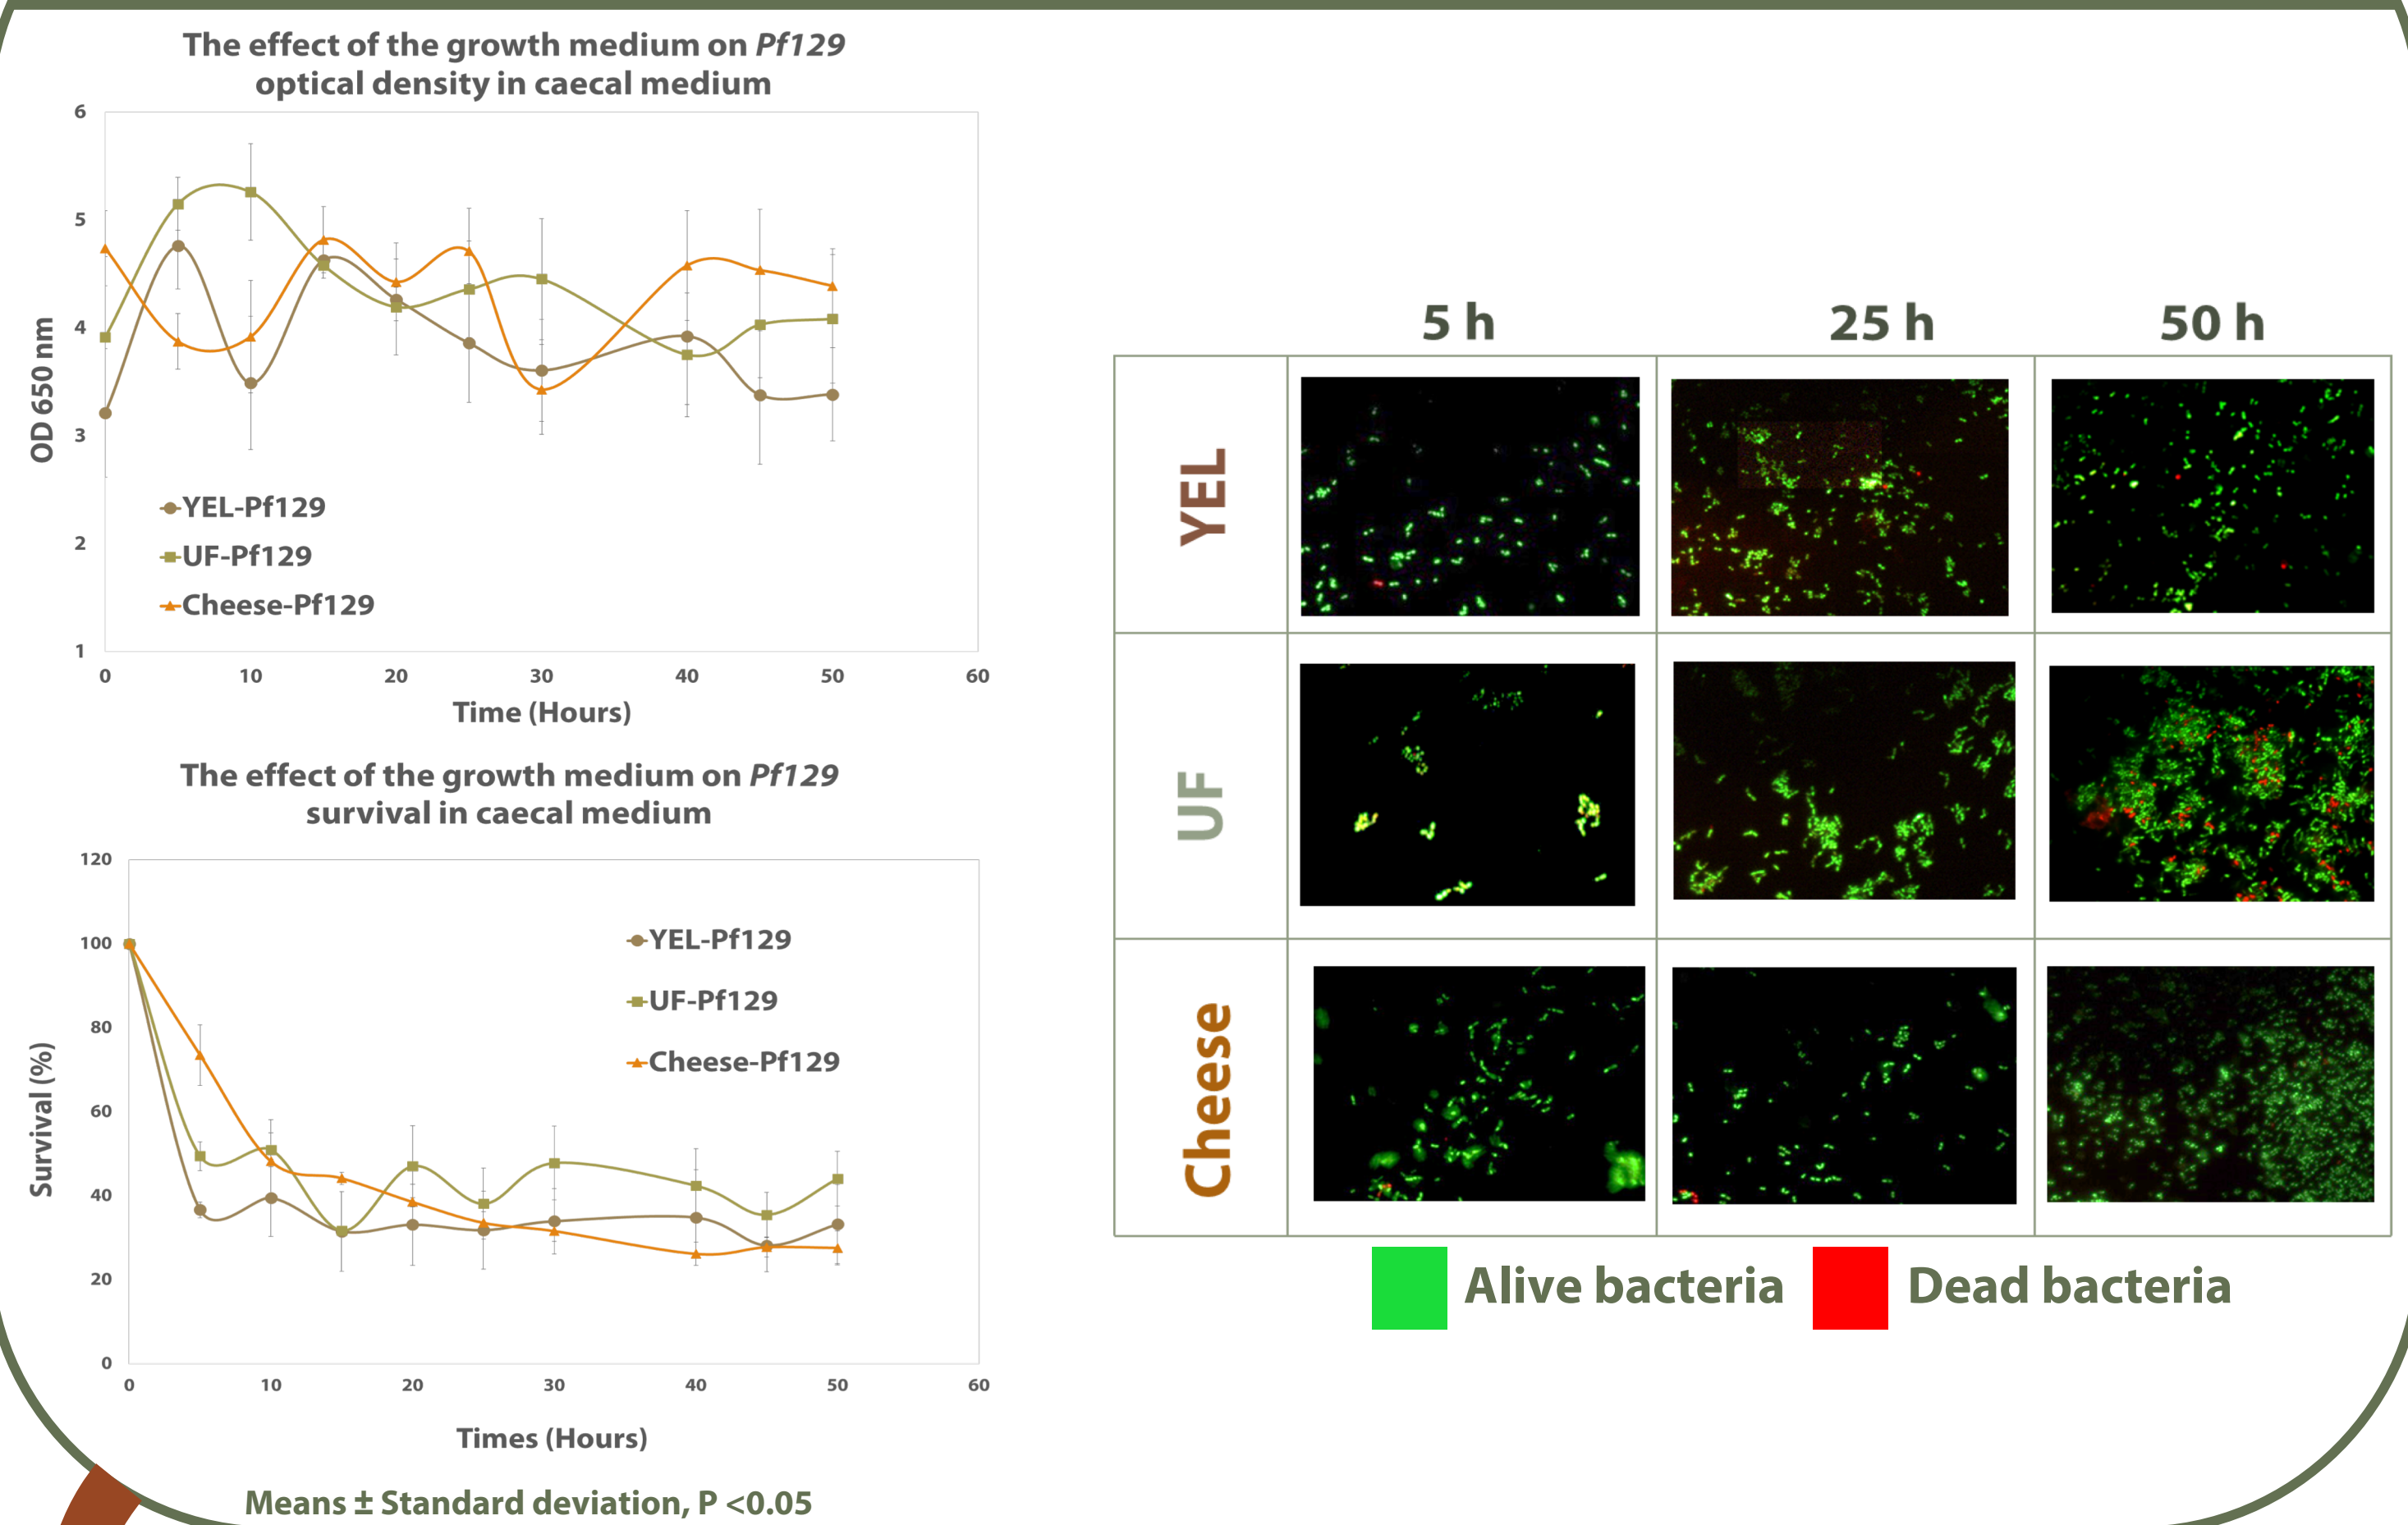 The effect of the growth medium on Pf129
optical density in caecal medium
6
5
4
3
2
1
OD 650 nm
YEL-Pf129
UF-Pf129
Cheese-Pf129
0 10 20 30 40 50 60
Time (Hours)
The effect of the growth medium on Pf129
survival in caecal medium
120
100
80
60
40
20
0
Survival (%)
YEL-Pf129
UF-Pf129
Cheese-Pf129
0 10 20 30 40 50 60
Times (Hours)
Means ± Standard deviation, P <0.05
5 h 25 h 50 h
YEL
UF
Cheese
Alive bacteria Dead bacteria